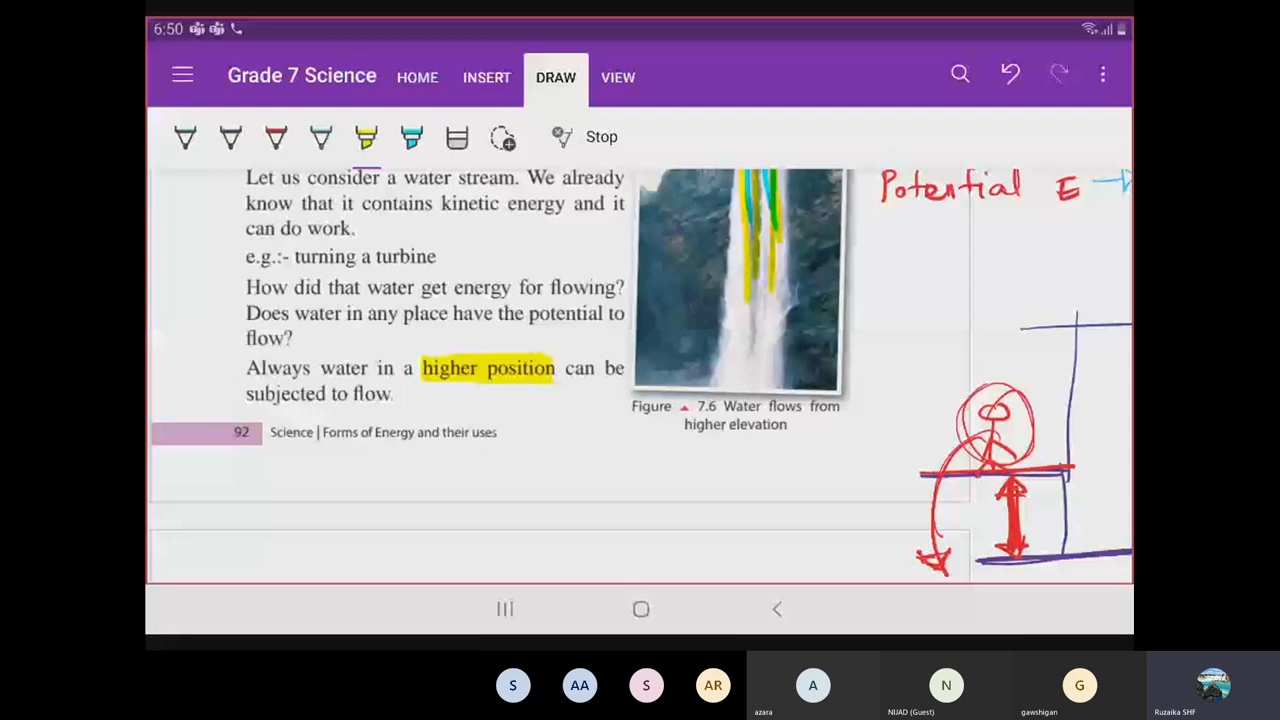 6:50
Grade 7 Science HOME INSERT DRAW VIEW
Stop
Let us consider a water stream. We already
know that it contains kinetic energy and it
can do work.
e.g.:- turning a turbine
How did that water get energy for flowing?
Does water in any place have the potential to
flow?
Always water in a higher position can be
subjected to flow.
Figure 7.6 Water flows from
higher elevation
92 Science | Forms of Energy and their uses
Potential E
S AA S AR A N G
azara NIJAD (Guest) gawshigan Ruzaika SHF